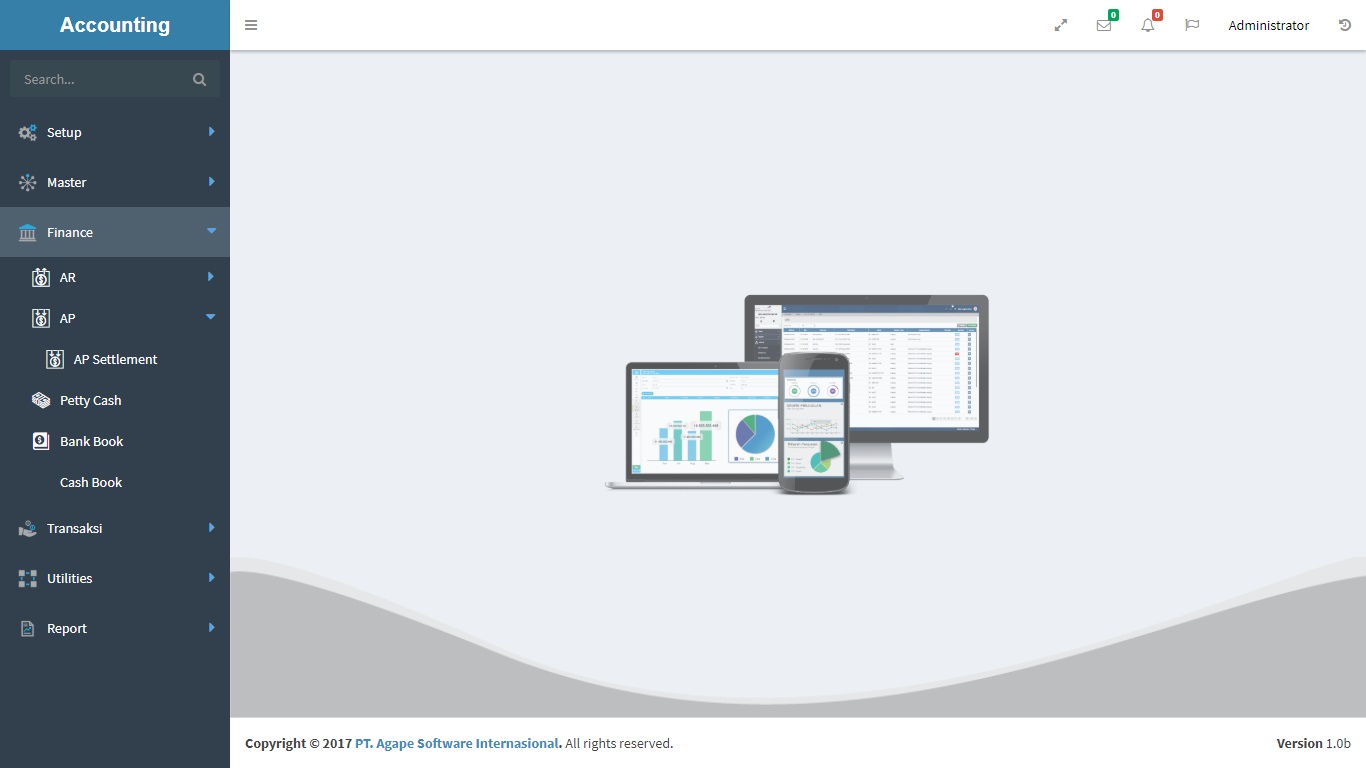 Accounting
0
0
Administrator
Search...
Setup
Master
Finance
AR
AP
AP Settlement
Petty Cash
Bank Book
Cash Book
Transaksi
Utilities
Report
Copyright © 2017 PT. Agape Software Internasional. All rights reserved.
Version 1.0b